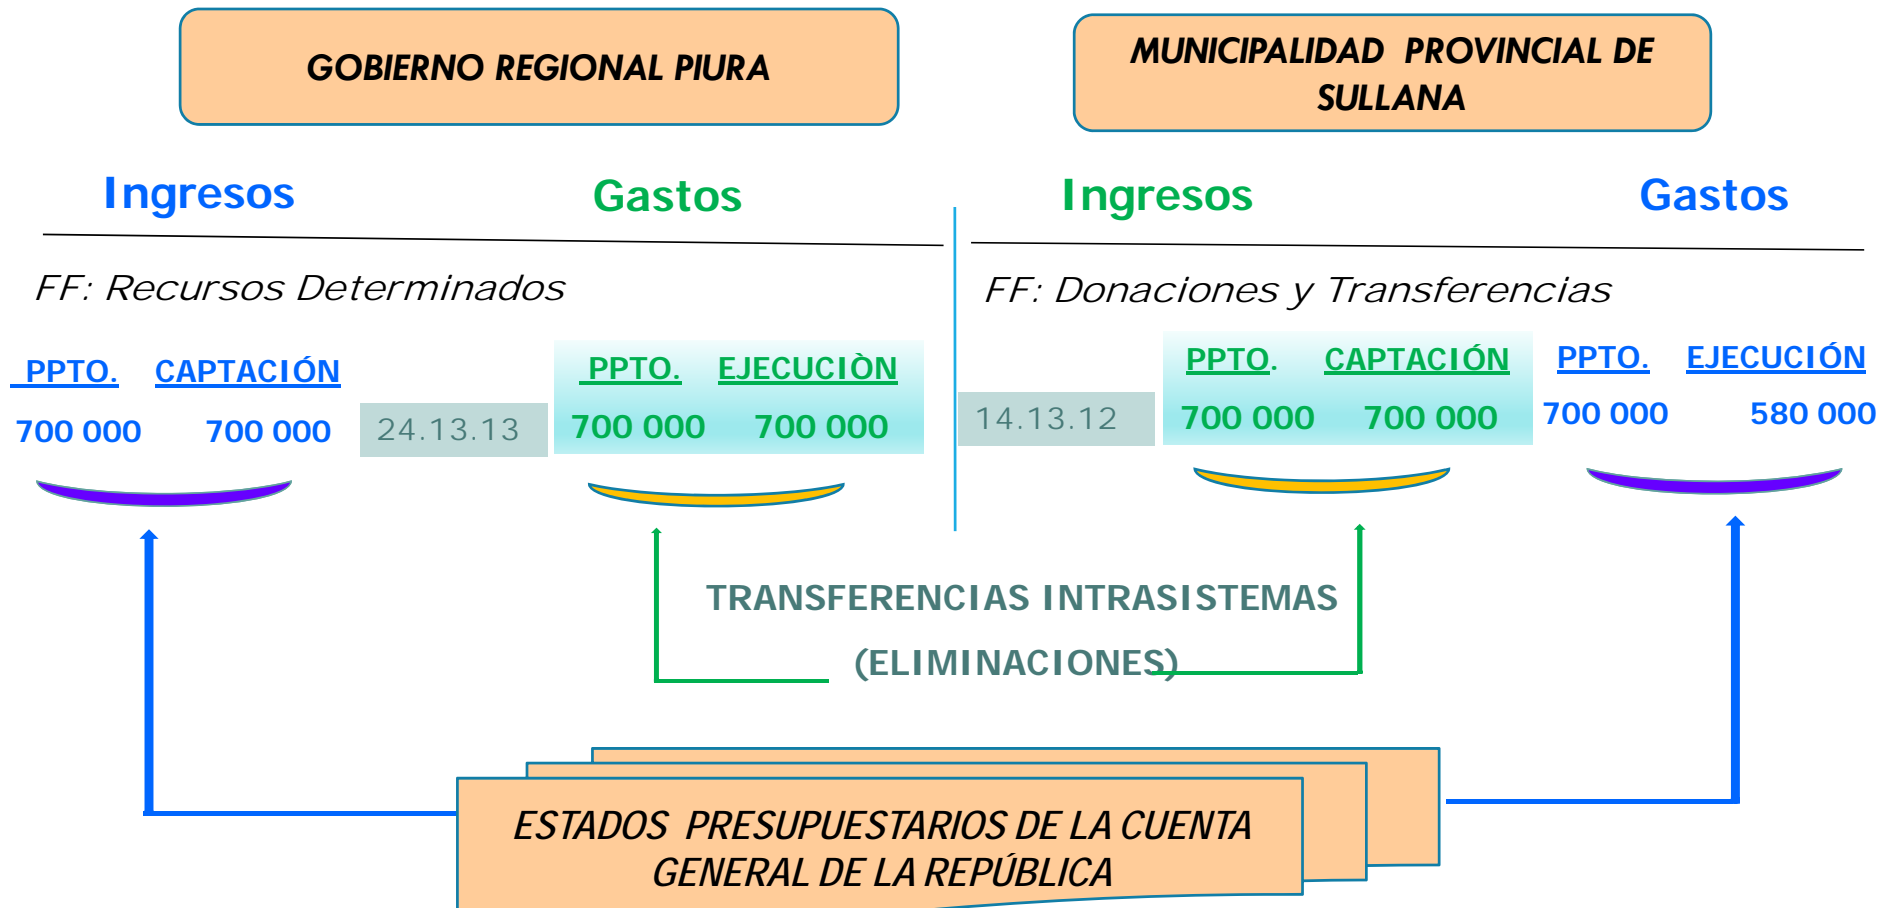 GOBIERNO REGIONAL PIURA
MUNICIPALIDAD PROVINCIAL DE
SULLANA
Ingresos Gastos
Ingresos Gastos
FF: Recursos Determinados
FF: Donaciones y Transferencias
PPTO. CAPTACIÓN PPTO. EJECUCIÒN
700 000 700 000 24.13.13 700 000 700 000
PPTO. CAPTACIÓN PPTO. EJECUCIÓN
14.13.12 700 000 700 000 700 000 580 000
TRANSFERENCIAS INTRASISTEMAS
(ELIMINACIONES)
ESTADOS PRESUPUESTARIOS DE LA CUENTA
GENERAL DE LA REPÚBLICA